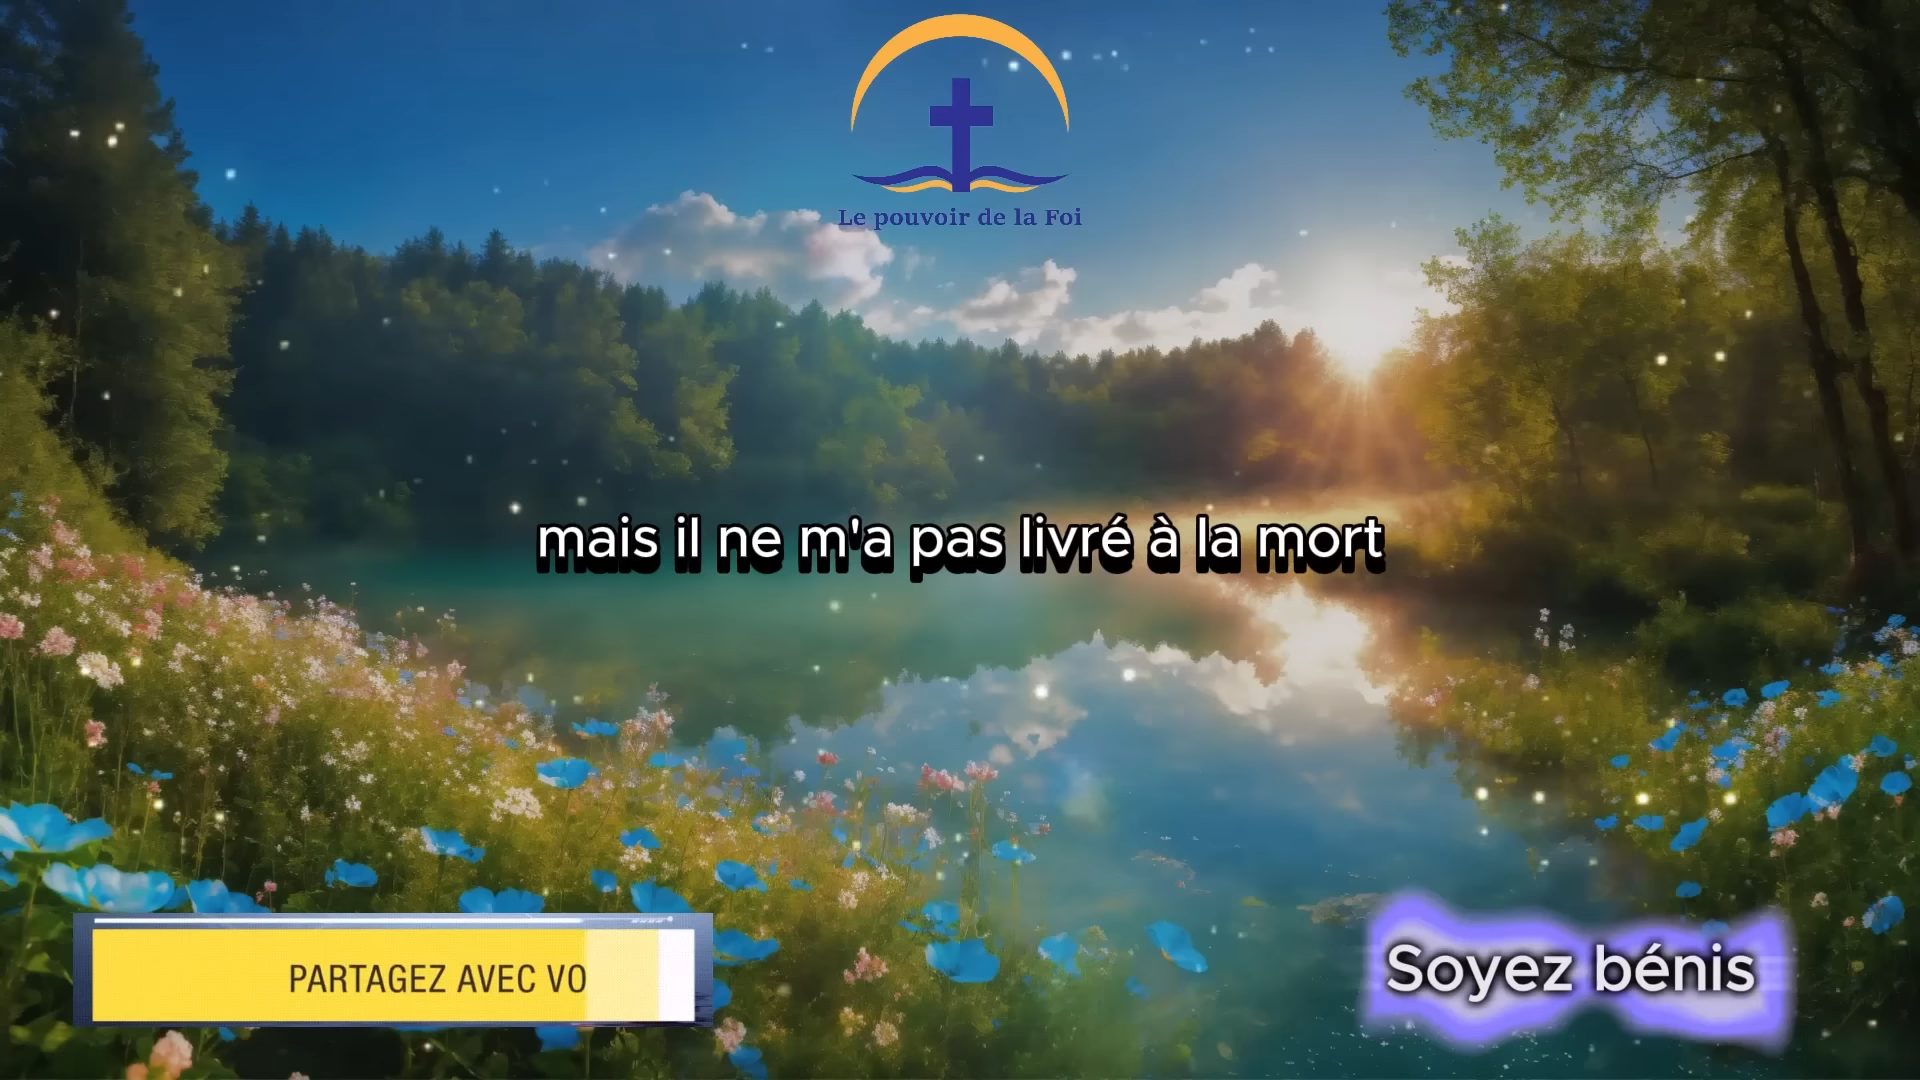 Le pouvoir de la Foi
mais il ne m'a pas livré à la mort
PARTAGEZ AVEC VO
Soyez bénis